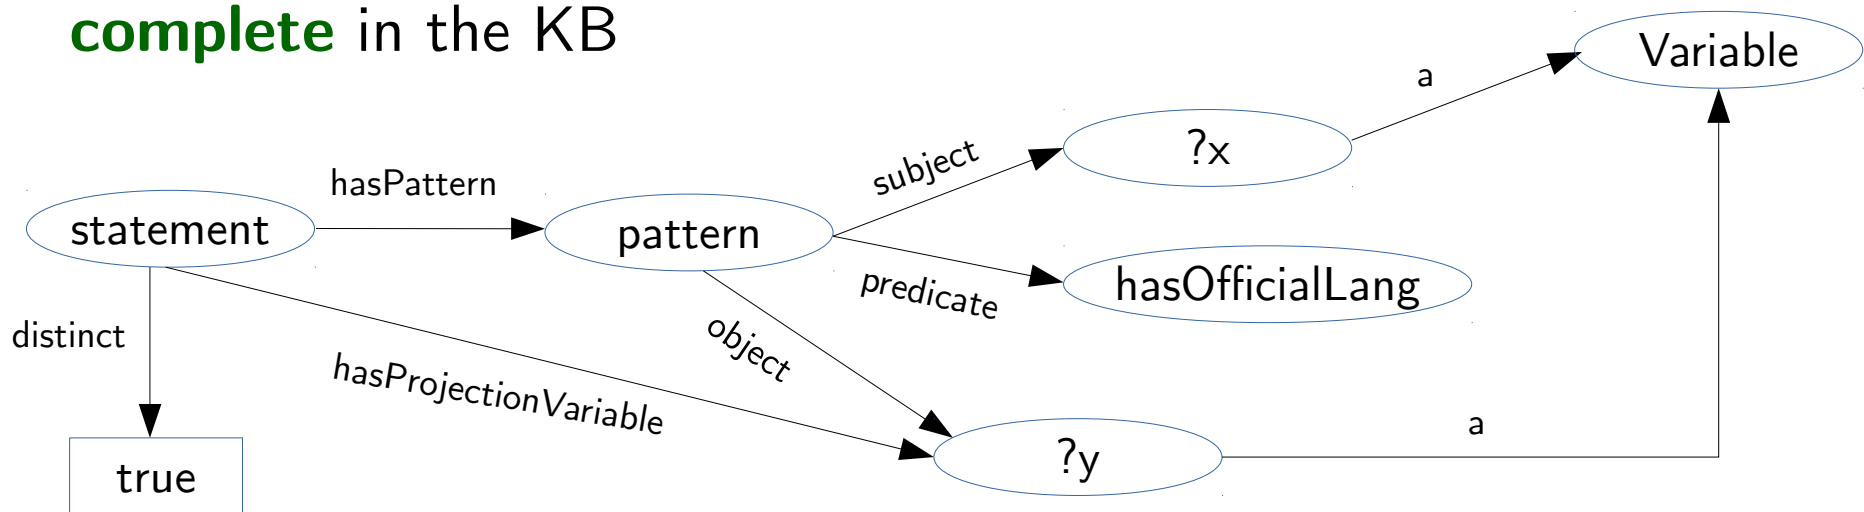 complete in the KB
Variable
a
?x
subject
hasPattern
statement
pattern
hasOfficialLang
predicate
distinct
object
hasProjectionVariable
a
?y
true